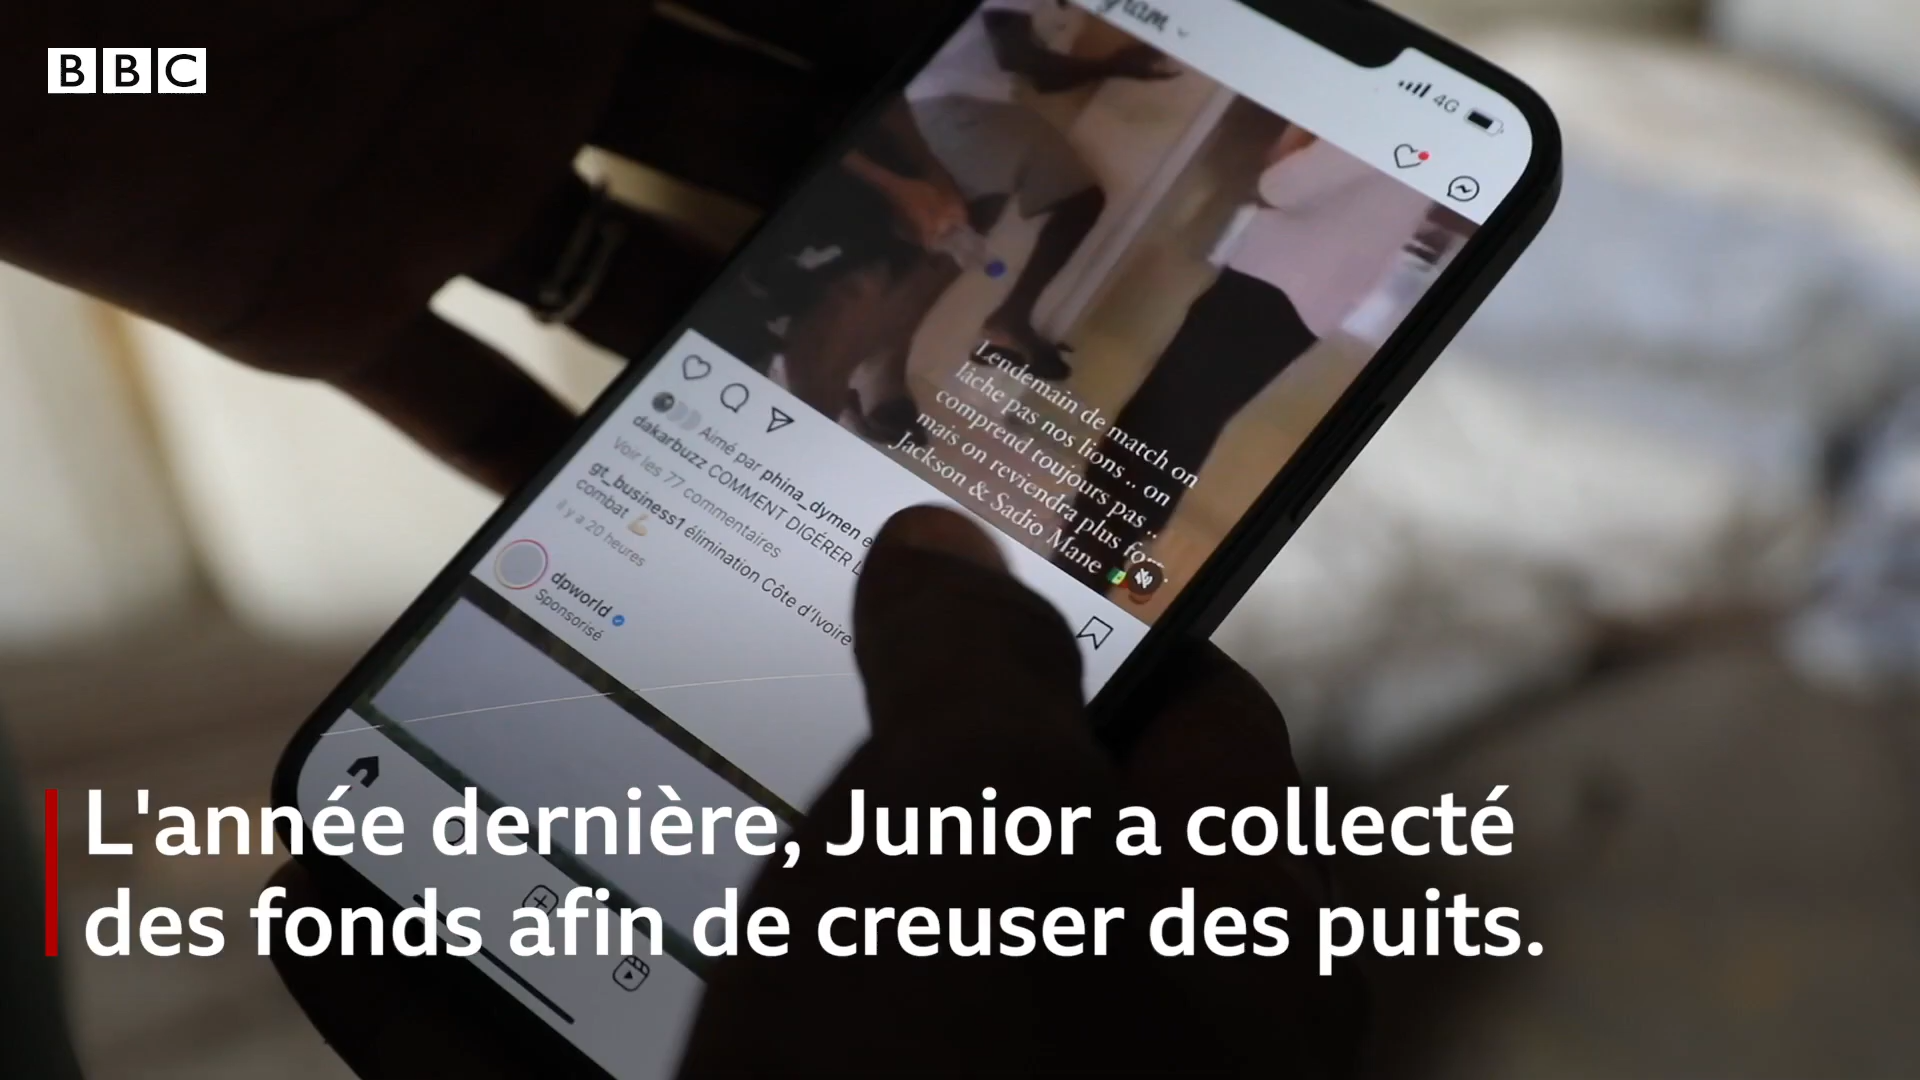 BBC
gram
4G
Lendemain de match on
lâche pas nos lions .. on
comprend toujours pas ..
mais on reviendra plus
Jackson & Sadio Mane
Aimé par phina_dymen
dakarbuzz COMMENT DIGÉRER
Voir les 77 commentaires
gt_business1 élimination Côte d'Ivoire
combat 💪🏼
il y a 20 heures
dpworld
Sponsorisé
L'année dernière, Junior a collecté
des fonds afin de creuser des puits.